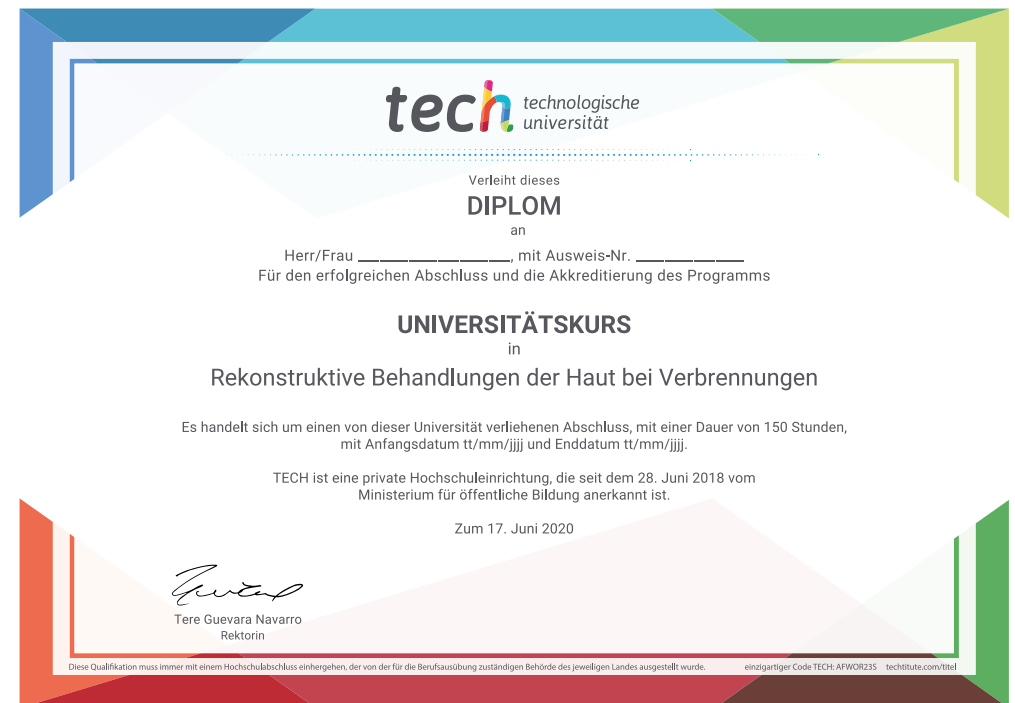 tech technologische
universität
Verleiht dieses
DIPLOM
an
Herr/Frau ____________________, mit Ausweis-Nr. ______________
Für den erfolgreichen Abschluss und die Akkreditierung des Programms
UNIVERSITÄTSKURS
in
Rekonstruktive Behandlungen der Haut bei Verbrennungen
Es handelt sich um einen von dieser Universität verliehenen Abschluss, mit einer Dauer von 150 Stunden,
mit Anfangsdatum tt/mm/jjjj und Enddatum tt/mm/jjjj.
TECH ist eine private Hochschuleinrichtung, die seit dem 28. Juni 2018 vom
Ministerium für öffentliche Bildung anerkannt ist.
Zum 17. Juni 2020
Tere Guevara Navarro
Rektorin
Diese Qualifikation muss immer mit einem Hochschulabschluss einhergehen, der von der für die Berufsausübung zuständigen Behörde des jeweiligen Landes ausgestellt wurde. einzigartiger Code TECH: AFWOR23S techtitute.com/titel